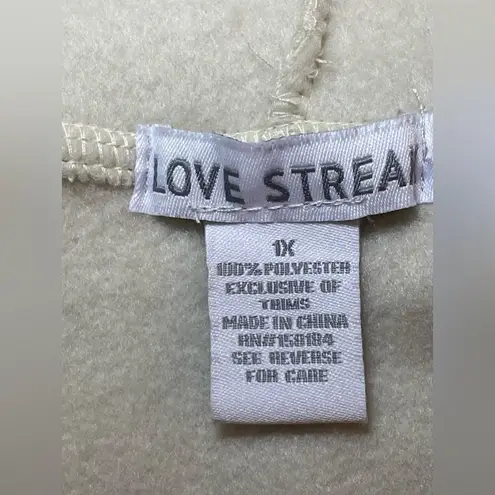 LOVE STREA
1X
100% POLYESTER
EXCLUSIVE OF
TRIMS
MADE IN CHINA
RN#158184
SEE REVERSE
FOR CARE